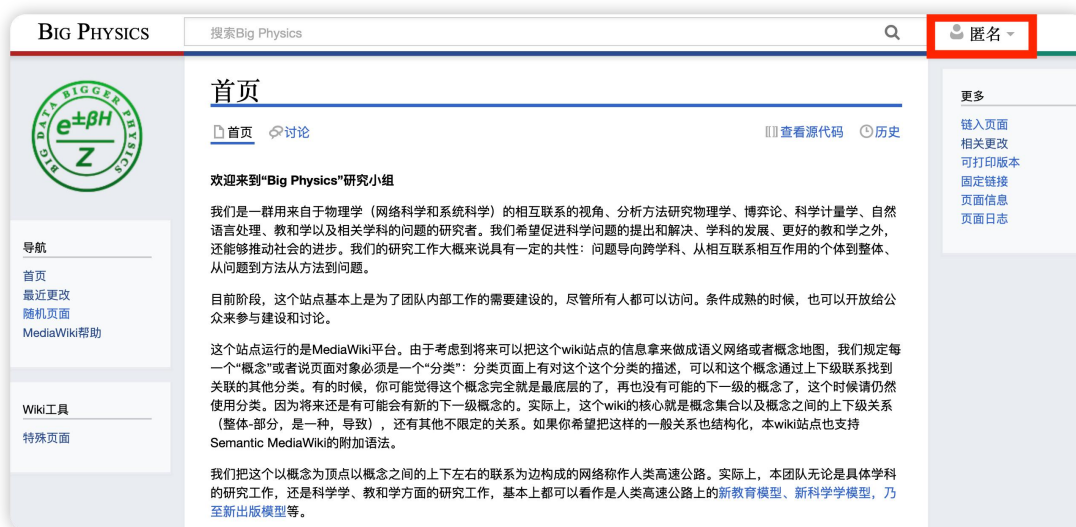 BIG PHYSICS
搜索Big Physics
匿名
BIG DATA BIGGER PHYSICS
e±βH
Z
导航
首页
最近更改
随机页面
MediaWiki帮助
Wiki工具
特殊页面
首页
首页
讨论
查看源代码
历史
欢迎来到“Big Physics”研究小组
我们是一群用来自于物理学（网络科学和系统科学）的相互联系的视角、分析方法研究物理学、博弈论、科学计量学、自然
语言处理、教和学以及相关学科的问题的研究者。我们希望促进科学问题的提出和解决、学科的发展、更好的教和学之外，
还能够推动社会的进步。我们的研究工作大概来说具有一定的共性：问题导向跨学科、从相互联系相互作用的个体到整体、
从问题到方法从方法到问题。
目前阶段，这个站点基本上是为了团队内部工作的需要建设的，尽管所有人都可以访问。条件成熟的时候，也可以开放给公
众来参与建设和讨论。
这个站点运行的是MediaWiki平台。由于考虑到将来可以把这个wiki站点的信息拿来做成语义网络或者概念地图，我们规定每
一个“概念”或者说页面对象必须是一个“分类”：分类页面上有对这个这个分类的描述，可以和这个概念通过上下级联系找到
关联的其他分类。有的时候，你可能觉得这个概念完全就是最底层的了，再也没有可能的下一级的概念了，这个时候请仍然
使用分类。因为将来还是有可能会有新的下一级概念的。实际上，这个wiki的核心就是概念集合以及概念之间的上下级关系
（整体-部分，是一种，导致），还有其他不限定的关系。如果你希望把这样的一般关系也结构化，本wiki站点也支持
Semantic MediaWiki的附加语法。
我们把这个以概念为顶点以概念之间的上下左右的联系为边构成的网络称作人类高速公路。实际上，本团队无论是具体学科
的研究工作，还是科学学、教和学方面的研究工作，基本上都可以看作是人类高速公路上的新教育模型、新科学学模型，乃
至新出版模型等。
更多
链入页面
相关更改
可打印版本
固定链接
页面信息
页面日志